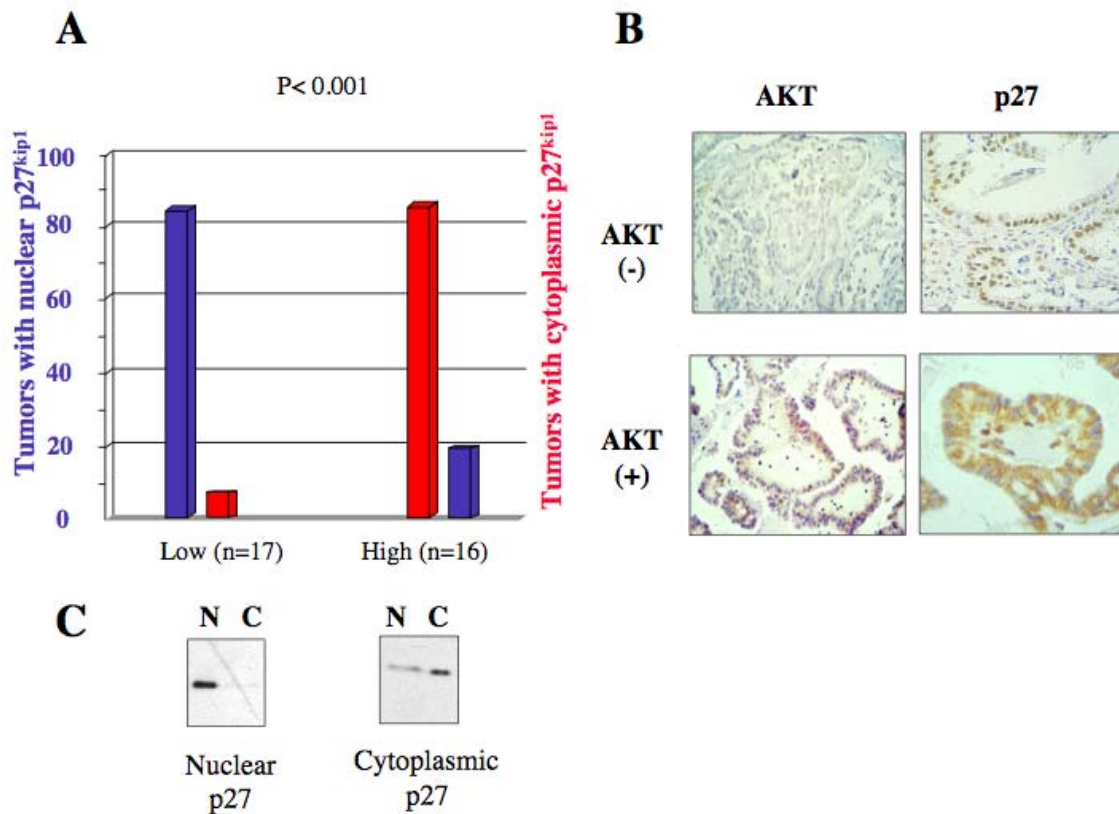 A
P< 0.001
Tumors with nuclear p27kip1
100
80
60
40
20
0
Tumors with cytoplasmic p27kip1
Low (n=17)
High (n=16)
B
AKT
p27
AKT
(-)
AKT
(+)
C
N C
N C
Nuclear
p27
Cytoplasmic
p27